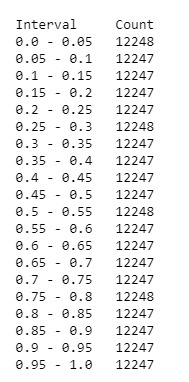 Interval Count
0.0 - 0.05 12248
0.05 - 0.1 12247
0.1 - 0.15 12247
0.15 - 0.2 12247
0.2 - 0.25 12247
0.25 - 0.3 12248
0.3 - 0.35 12247
0.35 - 0.4 12247
0.4 - 0.45 12247
0.45 - 0.5 12247
0.5 - 0.55 12248
0.55 - 0.6 12247
0.6 - 0.65 12247
0.65 - 0.7 12247
0.7 - 0.75 12247
0.75 - 0.8 12248
0.8 - 0.85 12247
0.85 - 0.9 12247
0.9 - 0.95 12247
0.95 - 1.0 12247